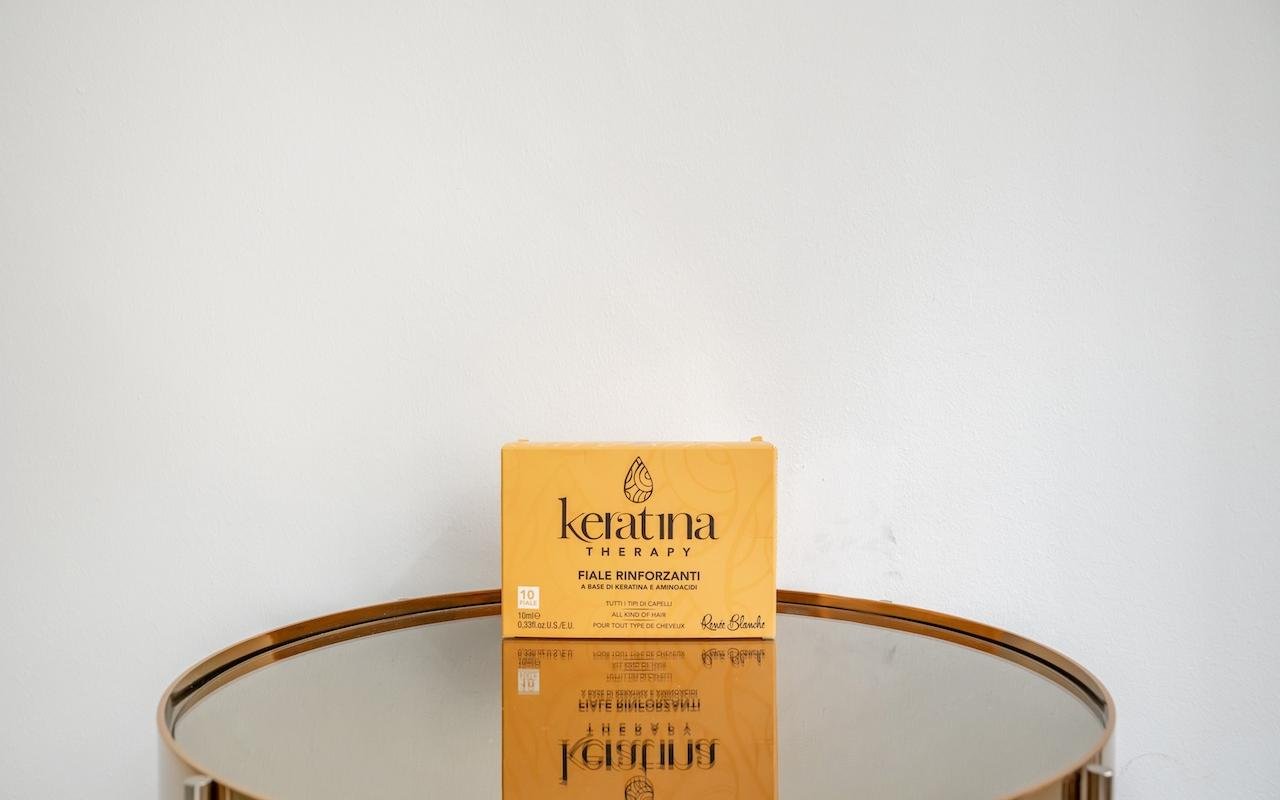 keratina
THERAPY
FIALE RINFORZANTI
A BASE DI KERATINA E AMINOACIDI
10
FIALE
10ml℮
0,33fl.oz.U.S./E.U.
TUTTI I TIPI DI CAPELLI
ALL KIND OF HAIR
POUR TOUT TYPE DE CHEVEUX
Renée Blanche